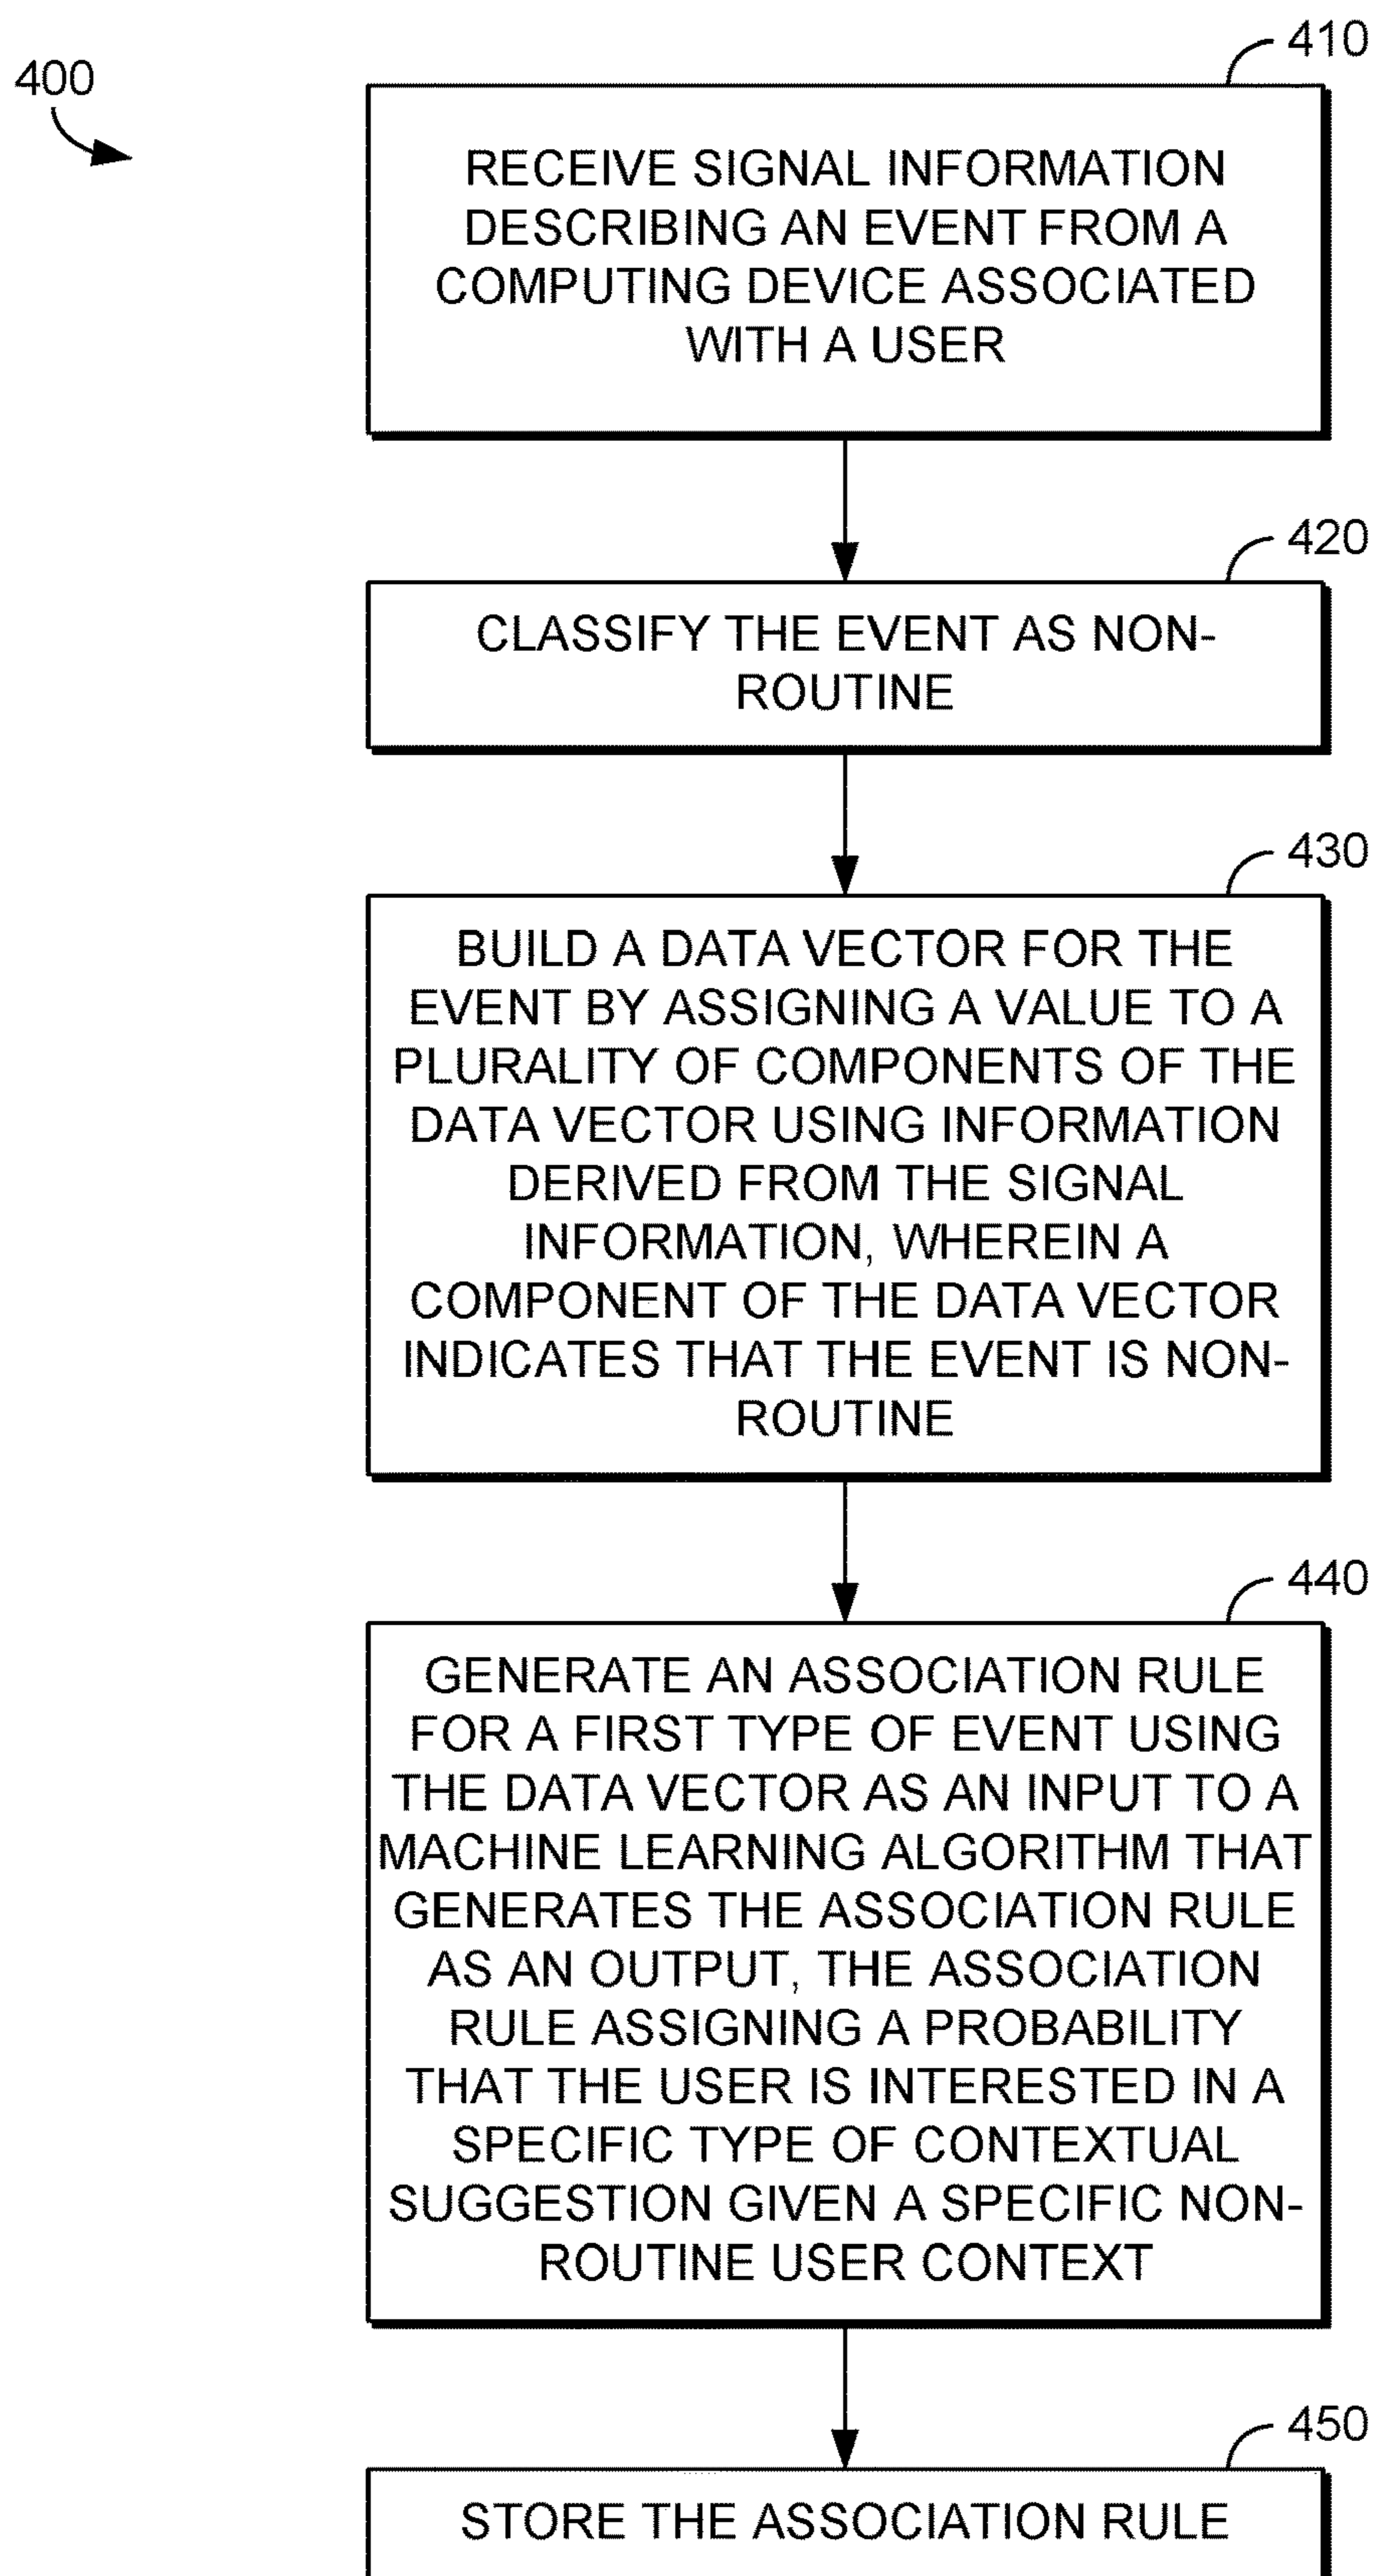 400
410
RECEIVE SIGNAL INFORMATION
DESCRIBING AN EVENT FROM A
COMPUTING DEVICE ASSOCIATED
WITH A USER
420
CLASSIFY THE EVENT AS NON-
ROUTINE
430
BUILD A DATA VECTOR FOR THE
EVENT BY ASSIGNING A VALUE TO A
PLURALITY OF COMPONENTS OF THE
DATA VECTOR USING INFORMATION
DERIVED FROM THE SIGNAL
INFORMATION, WHEREIN A
COMPONENT OF THE DATA VECTOR
INDICATES THAT THE EVENT IS NON-
ROUTINE
440
GENERATE AN ASSOCIATION RULE
FOR A FIRST TYPE OF EVENT USING
THE DATA VECTOR AS AN INPUT TO A
MACHINE LEARNING ALGORITHM THAT
GENERATES THE ASSOCIATION RULE
AS AN OUTPUT, THE ASSOCIATION
RULE ASSIGNING A PROBABILITY
THAT THE USER IS INTERESTED IN A
SPECIFIC TYPE OF CONTEXTUAL
SUGGESTION GIVEN A SPECIFIC NON-
ROUTINE USER CONTEXT
450
STORE THE ASSOCIATION RULE